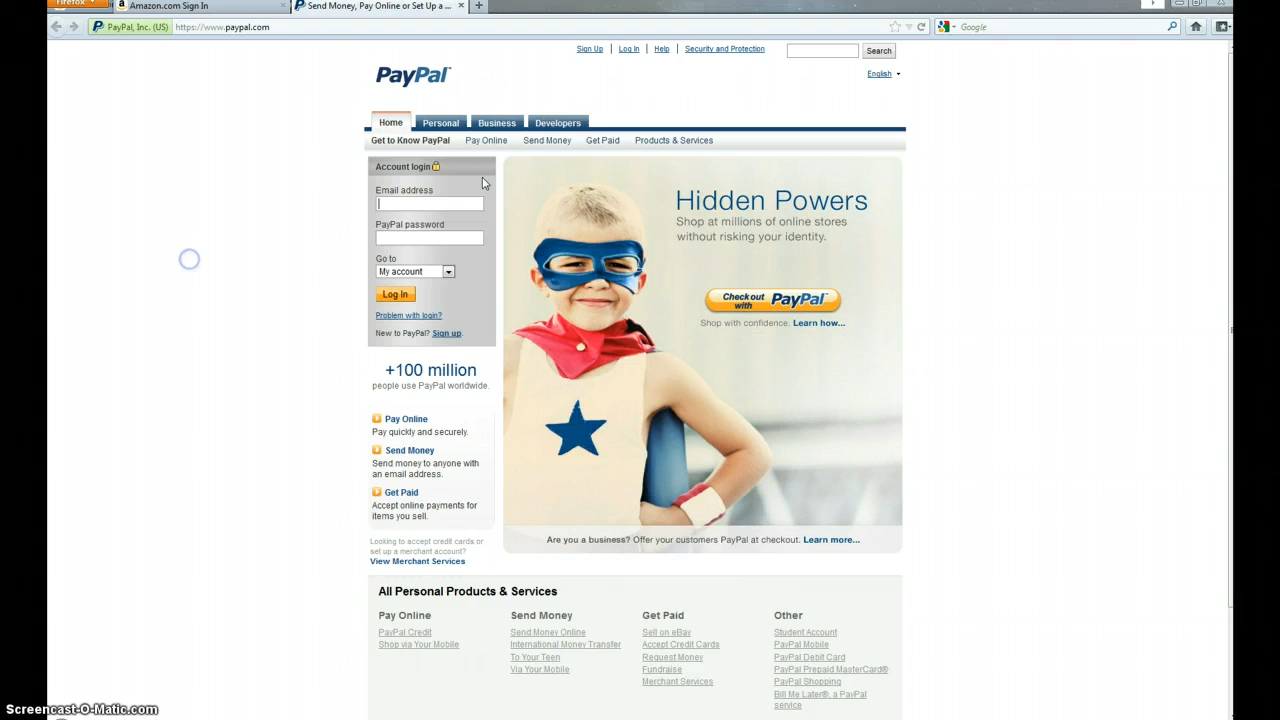 Firefox
Amazon.com Sign In
Send Money, Pay Online or Set Up a ...
PayPal, Inc. (US)
https://www.paypal.com
Google
Sign Up
Log In
Help
Security and Protection
Search
PayPal
English
Home
Personal
Business
Developers
Get to Know PayPal
Pay Online
Send Money
Get Paid
Products & Services
Account login
Email address
PayPal password
Go to
My account
Log In
Problem with login?
New to PayPal? Sign up.
Hidden Powers
Shop at millions of online stores
without risking your identity.
Check out with PayPal
Shop with confidence. Learn how...
+100 million
people use PayPal worldwide.
Pay Online
Pay quickly and securely.
Send Money
Send money to anyone with
an email address.
Get Paid
Accept online payments for
items you sell.
Looking to accept credit cards or
set up a merchant account?
View Merchant Services
Are you a business? Offer your customers PayPal at checkout. Learn more...
All Personal Products & Services
Pay Online
PayPal Credit
Shop via Your Mobile
Send Money
Send Money Online
International Money Transfer
To Your Teen
Via Your Mobile
Get Paid
Sell on eBay
Accept Credit Cards
Request Money
Fundraise
Merchant Services
Other
Student Account
PayPal Mobile
PayPal Debit Card
PayPal Prepaid MasterCard®
PayPal Shopping
Bill Me Later®, a PayPal
service
Screencast-O-Matic.com